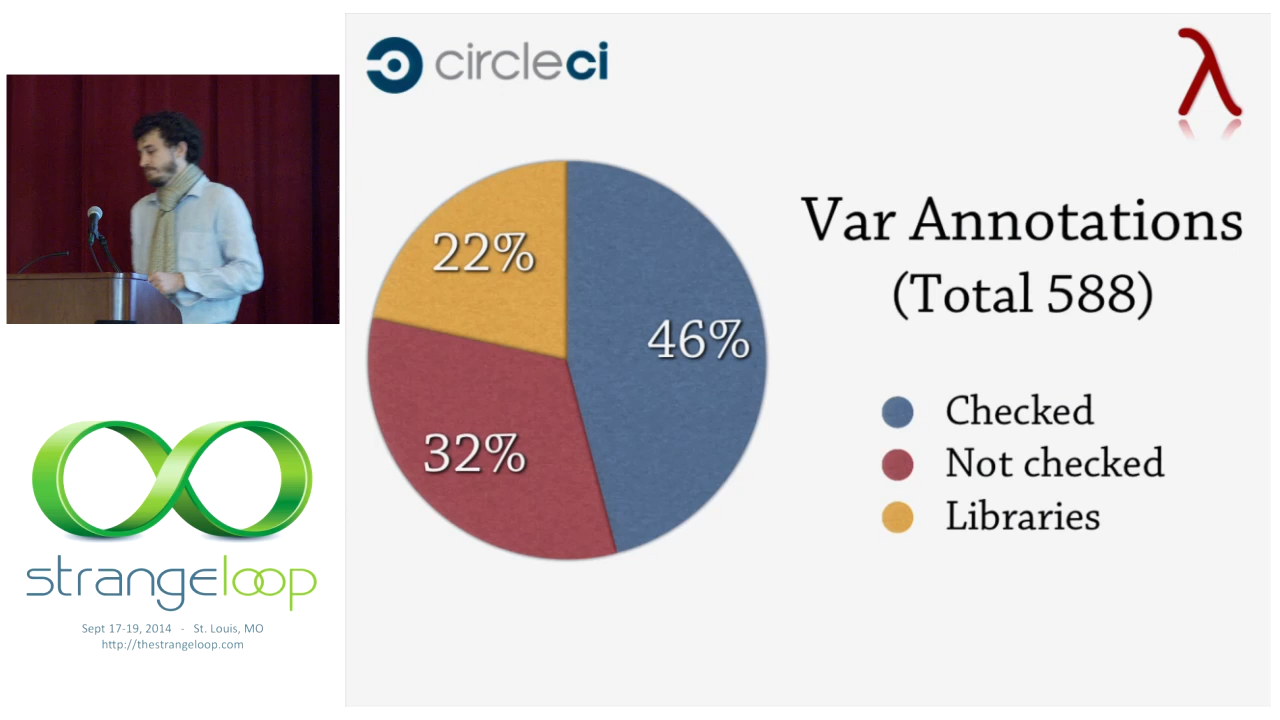 circleci
λ
22%
46%
32%
Var Annotations
(Total 588)
Checked
Not checked
Libraries
strangeloop
Sept 17-19, 2014 - St. Louis, MO
http://thestrangeloop.com